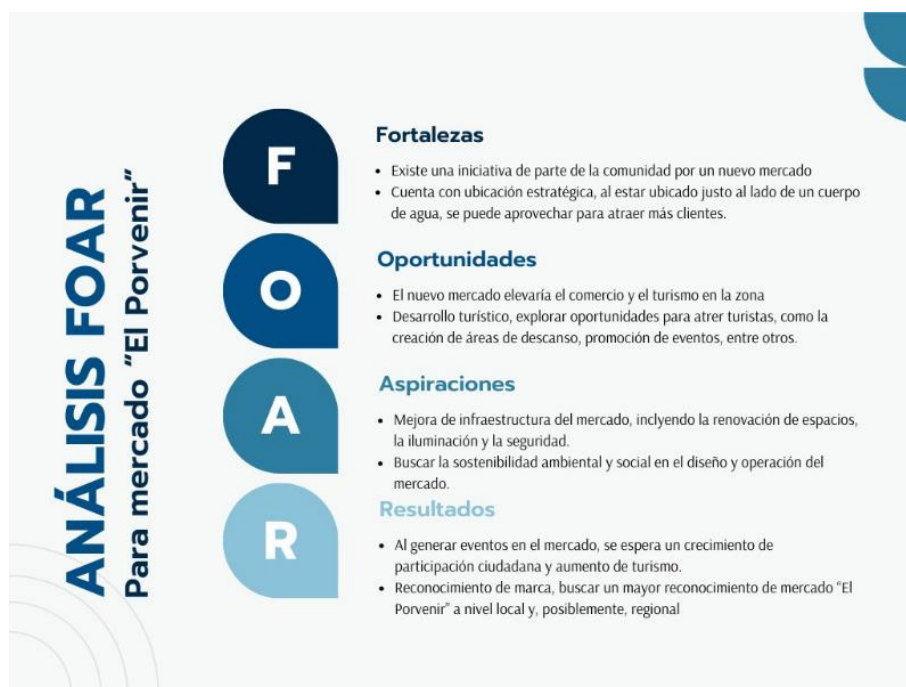 ANÁLISIS FOAR
Para mercado "El Porvenir"
F
Fortalezas
• Existe una iniciativa de parte de la comunidad por un nuevo mercado
• Cuenta con ubicación estratégica, al estar ubicado justo al lado de un cuerpo
de agua, se puede aprovechar para atraer más clientes.
O
Oportunidades
• El nuevo mercado elevaría el comercio y el turismo en la zona
• Desarrollo turístico, explorar oportunidades para atrer turistas, como la
creación de áreas de descanso, promoción de eventos, entre otros.
A
Aspiraciones
• Mejora de infraestructura del mercado, inclyendo la renovación de espacios,
la iluminación y la seguridad.
• Buscar la sostenibilidad ambiental y social en el diseño y operación del
mercado.
R
Resultados
• Al generar eventos en el mercado, se espera un crecimiento de
participación ciudadana y aumento de turismo.
• Reconocimiento de marca, buscar un mayor reconocimiento de mercado "El
Porvenir" a nivel local y, posiblemente, regional